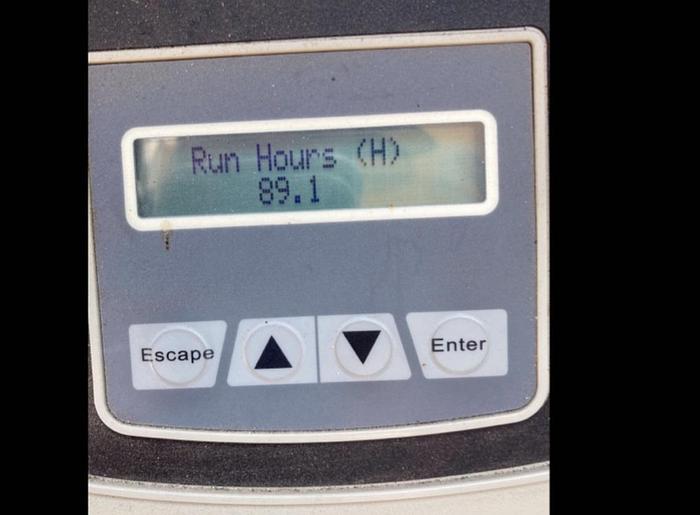 Run Hours (H)
89.1
Escape
Enter